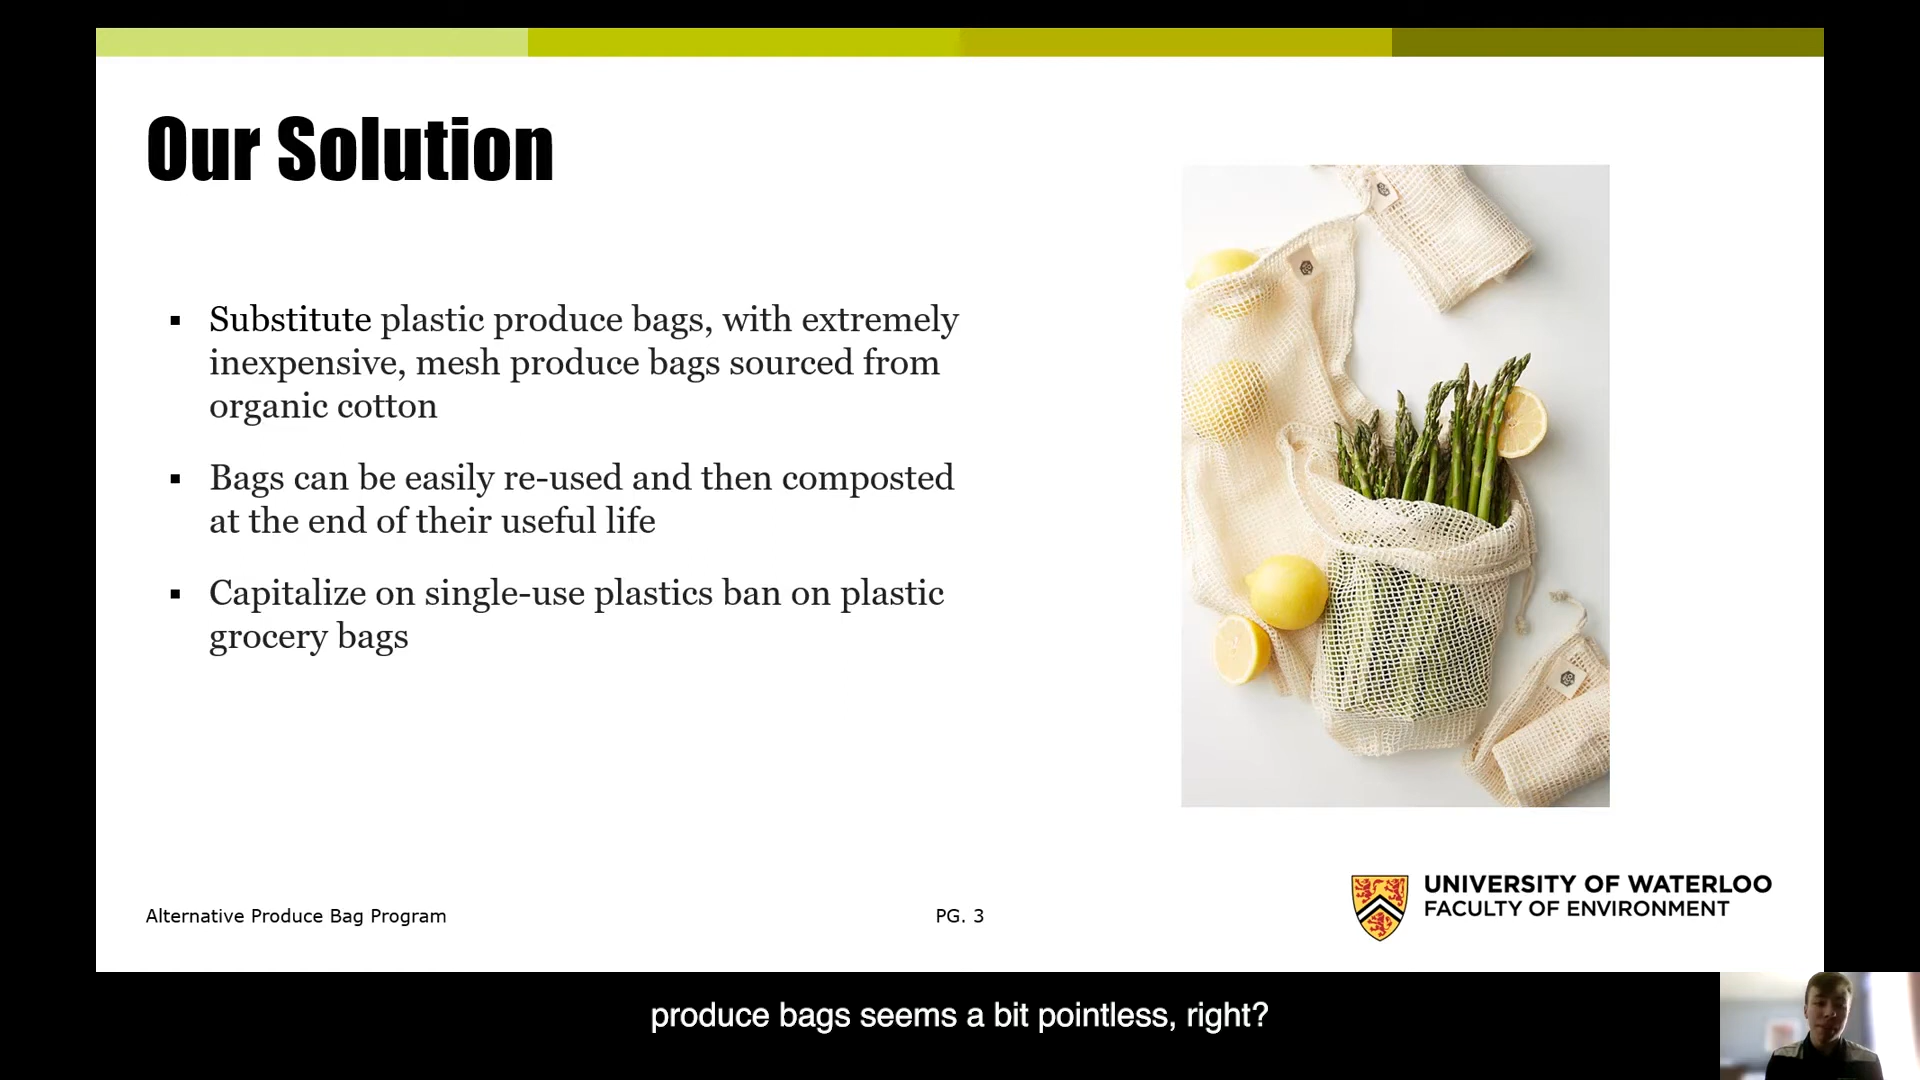 Our Solution
▪ Substitute plastic produce bags, with extremely
inexpensive, mesh produce bags sourced from
organic cotton
▪ Bags can be easily re-used and then composted
at the end of their useful life
▪ Capitalize on single-use plastics ban on plastic
grocery bags
Alternative Produce Bag Program
PG. 3
UNIVERSITY OF WATERLOO
FACULTY OF ENVIRONMENT
produce bags seems a bit pointless, right?